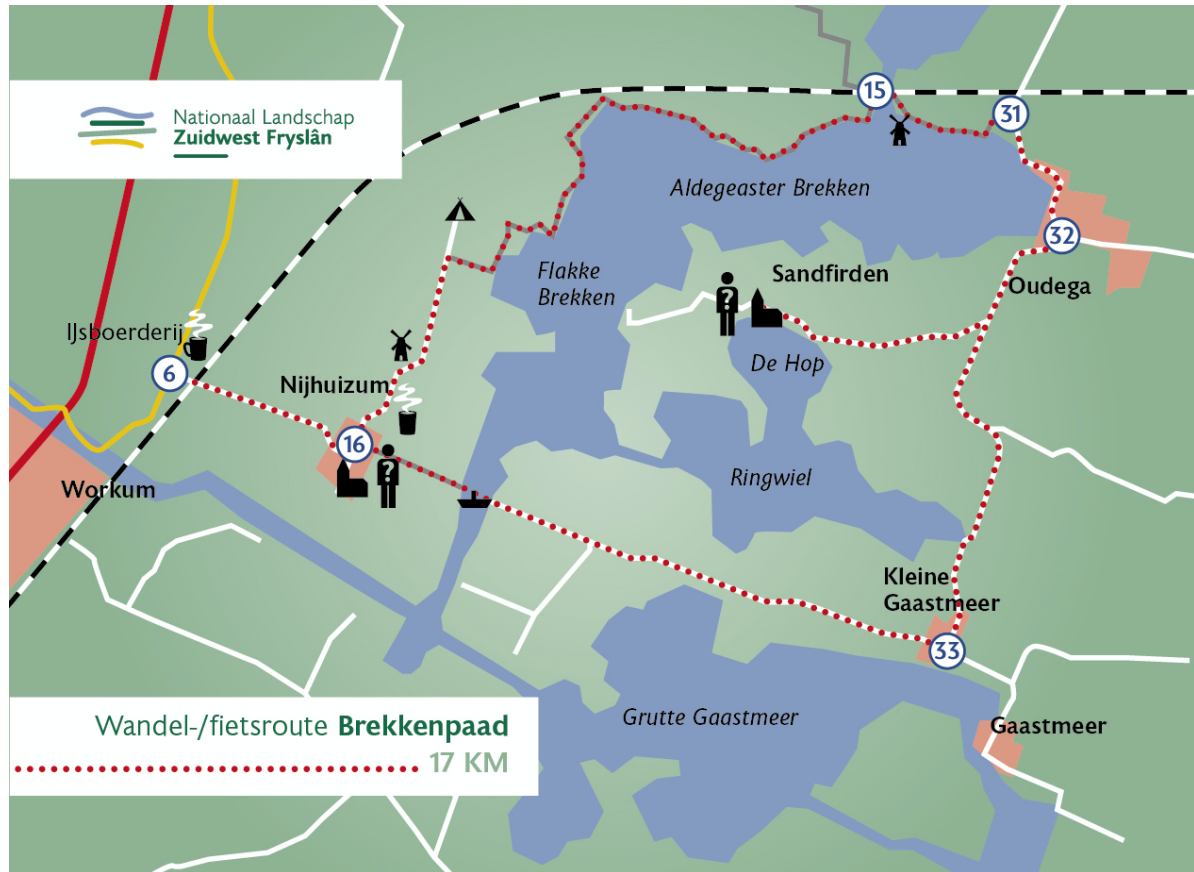 Nationaal Landschap
Zuidwest Fryslân
15
31
Aldegeaster Brekken
32
Flakke
Brekken
Sandfirden
Oudega
IJsboerderij
6
Nijhuizum
De Hop
16
Workum
Ringwiel
Kleine
Gaastmeer
33
Grutte Gaastmeer
Gaastmeer
Wandel-/fietsroute Brekkenpaad
17 KM
?
?